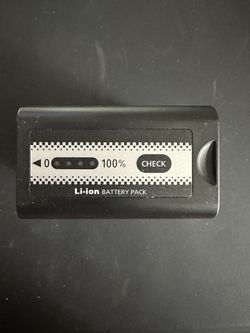 ◀ 0 100% CHECK
Li-ion BATTERY PACK